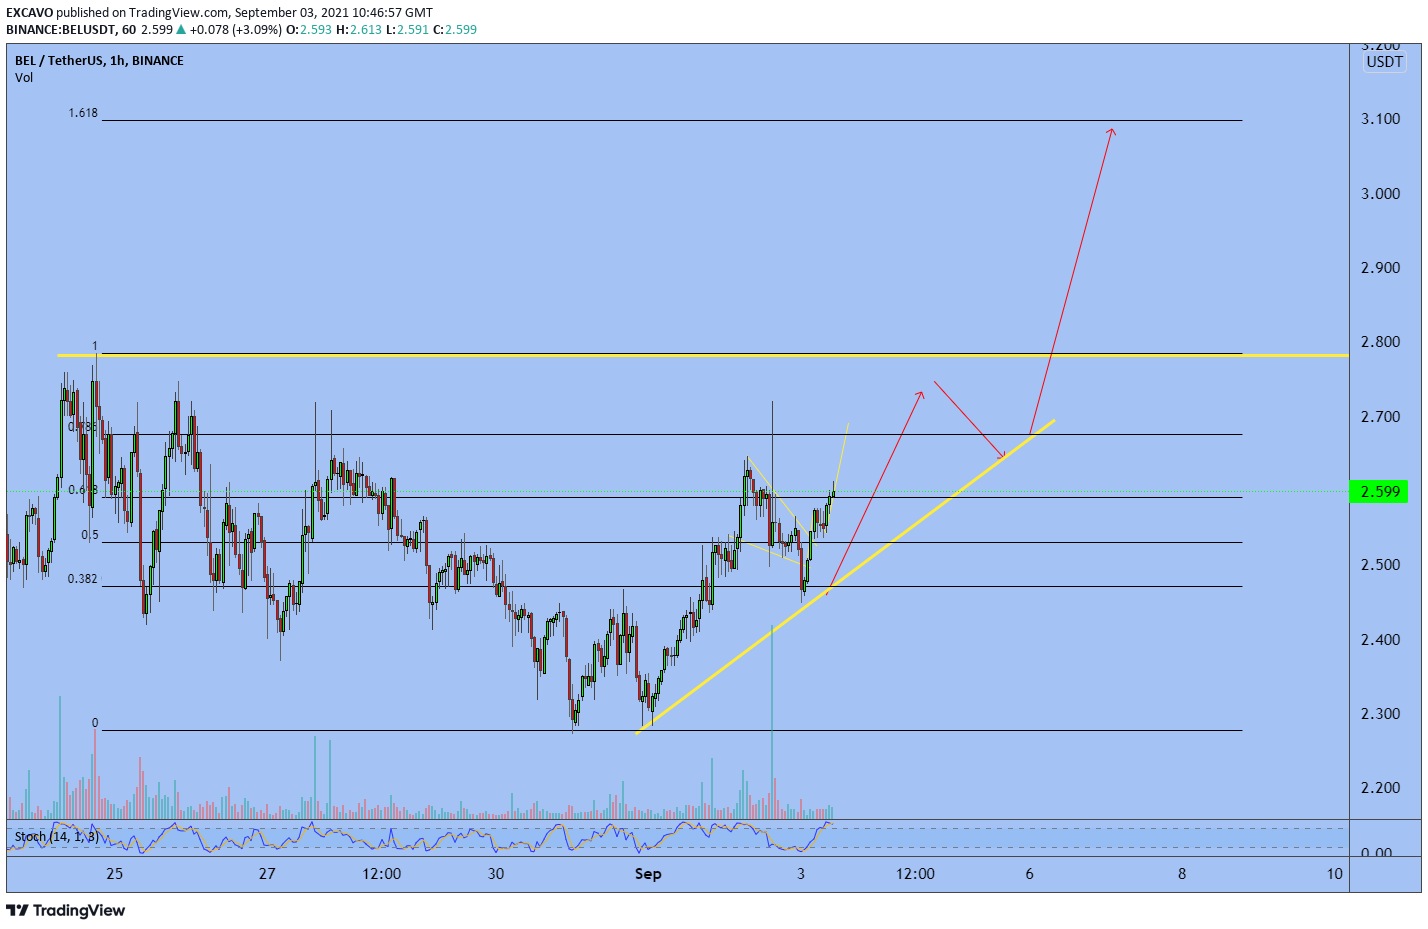 EXCAVO published on TradingView.com, September 03, 2021 10:46:57 GMT
BINANCE:BELUSDT, 60 2.599 ▲ +0.078 (+3.09%) O:2.593 H:2.613 L:2.591 C:2.599
BEL / TetherUS, 1h, BINANCE
Vol
3.200
USDT
1.618
3.100
3.000
2.900
2.800
1
2.700
2.599
0.5
2.500
0.382
2.400
2.300
0
2.200
Stoch (14, 1, 3)
0.00
25 27 12:00 30 Sep 3 12:00 6 8 10
TradingView